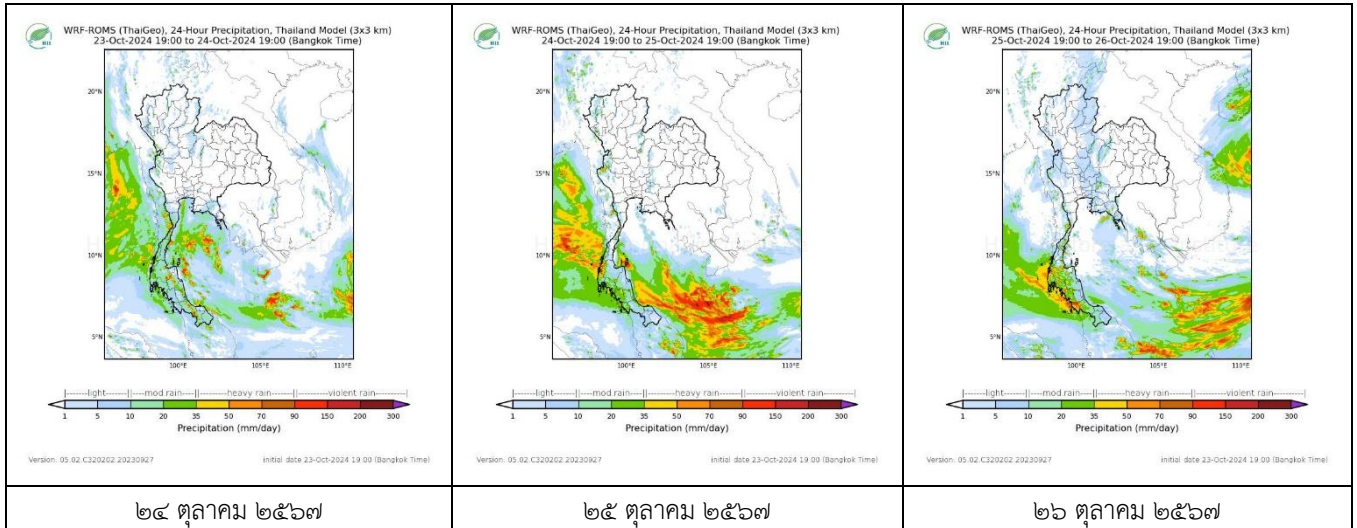 WRF-ROMS (ThaiGeo), 24-Hour Precipitation, Thailand Model (3x3 km)
23-Oct-2024 19:00 to 24-Oct-2024 19:00 (Bangkok Time)
20°N
15°N
10°N
5°N
100°E 105°E 110°E
light mod rain heavy rain violent rain
1 5 10 20 35 50 70 90 150 200 300
Precipitation (mm/day)
Version: 05.02.C320202.20230927 initial date 23-Oct-2024 19:00 (Bangkok Time)
๒๔ ตุลาคม ๒๕๖๗
WRF-ROMS (ThaiGeo), 24-Hour Precipitation, Thailand Model (3x3 km)
24-Oct-2024 19:00 to 25-Oct-2024 19:00 (Bangkok Time)
20°N
15°N
10°N
5°N
100°E 105°E 110°E
light mod rain heavy rain violent rain
1 5 10 20 35 50 70 90 150 200 300
Precipitation (mm/day)
Version: 05.02.C320202.20230927 initial date 23-Oct-2024 19:00 (Bangkok Time)
๒๕ ตุลาคม ๒๕๖๗
WRF-ROMS (ThaiGeo), 24-Hour Precipitation, Thailand Model (3x3 km)
25-Oct-2024 19:00 to 26-Oct-2024 19:00 (Bangkok Time)
20°N
15°N
10°N
5°N
100°E 105°E 110°E
light mod rain heavy rain violent rain
1 5 10 20 35 50 70 90 150 200 300
Precipitation (mm/day)
Version: 05.02.C320202.20230927 initial date 23-Oct-2024 19:00 (Bangkok Time)
๒๖ ตุลาคม ๒๕๖๗